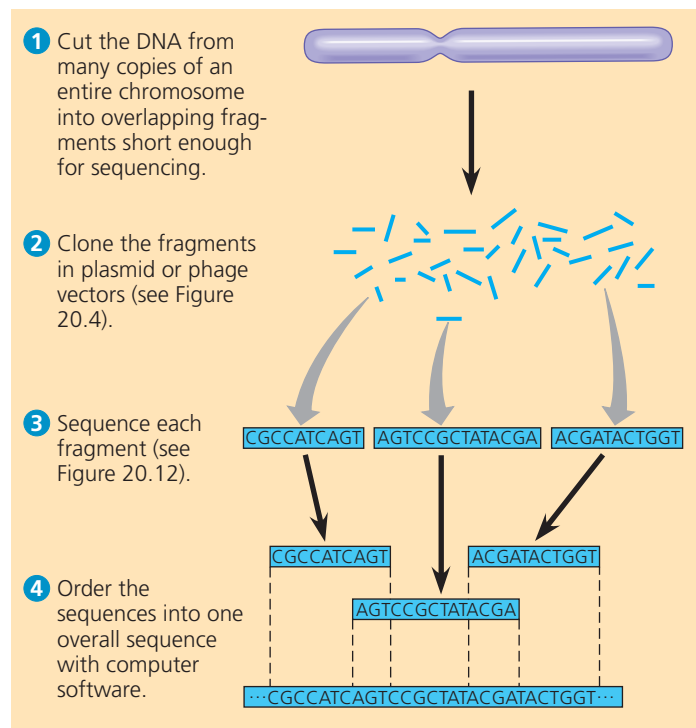 1 Cut the DNA from
many copies of an
entire chromosome
into overlapping frag-
ments short enough
for sequencing.
2 Clone the fragments
in plasmid or phage
vectors (see Figure
20.4).
3 Sequence each
fragment (see
Figure 20.12).
CGCCATCAGT AGTCCGCTATACGA ACGATACTGGT
CGCCATCAGT ACGATACTGGT
4 Order the
sequences into one
overall sequence
with computer
software.
AGTCCGCTATACGA
···CGCCATCAGTCCGCTATACGATACTGGT···